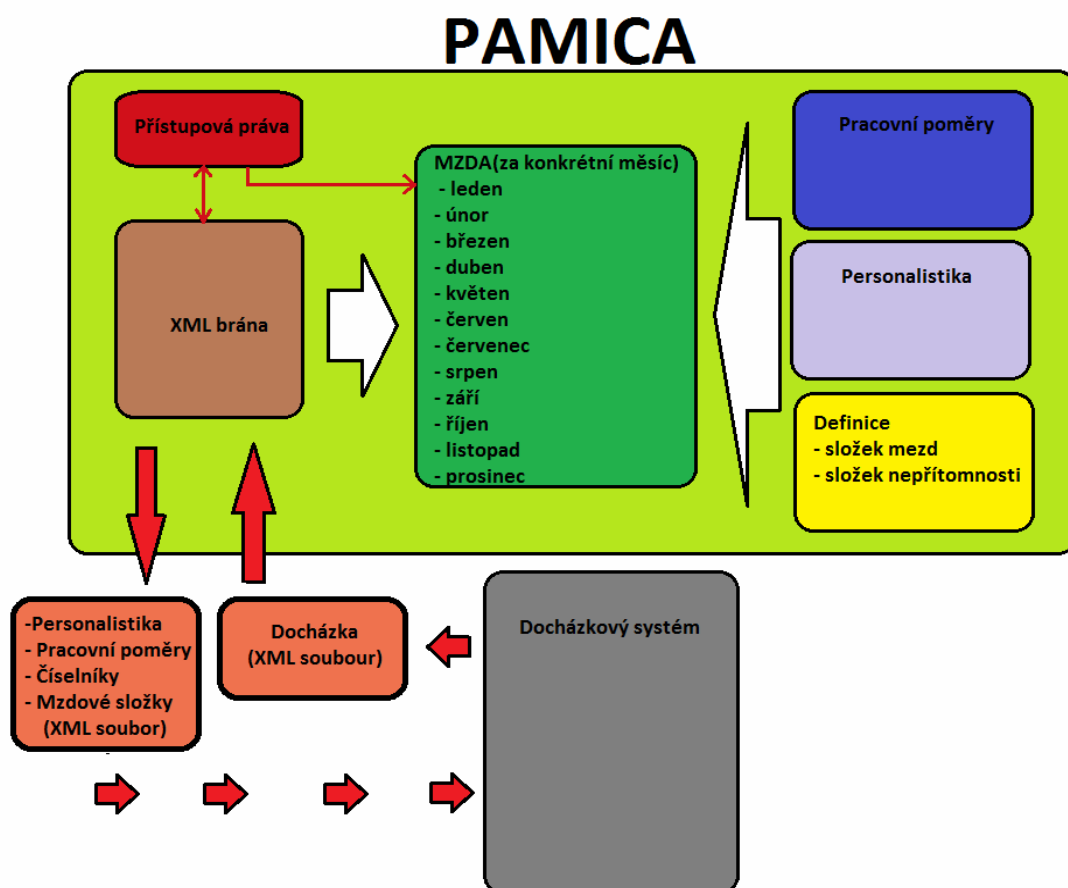 PAMICA
Přístupová práva
XML brána
MZDA(za konkrétní měsíc)
- leden
- únor
- březen
- duben
- květen
- červen
- červenec
- srpen
- září
- říjen
- listopad
- prosinec
Pracovní poměry
Personalistika
Definice
- složek mezd
- složek nepřítomnosti
-Personalistika
- Pracovní poměry
- Číselníky
- Mzdové složky
(XML soubor)
Docházka
(XML soubour)
Docházkový systém